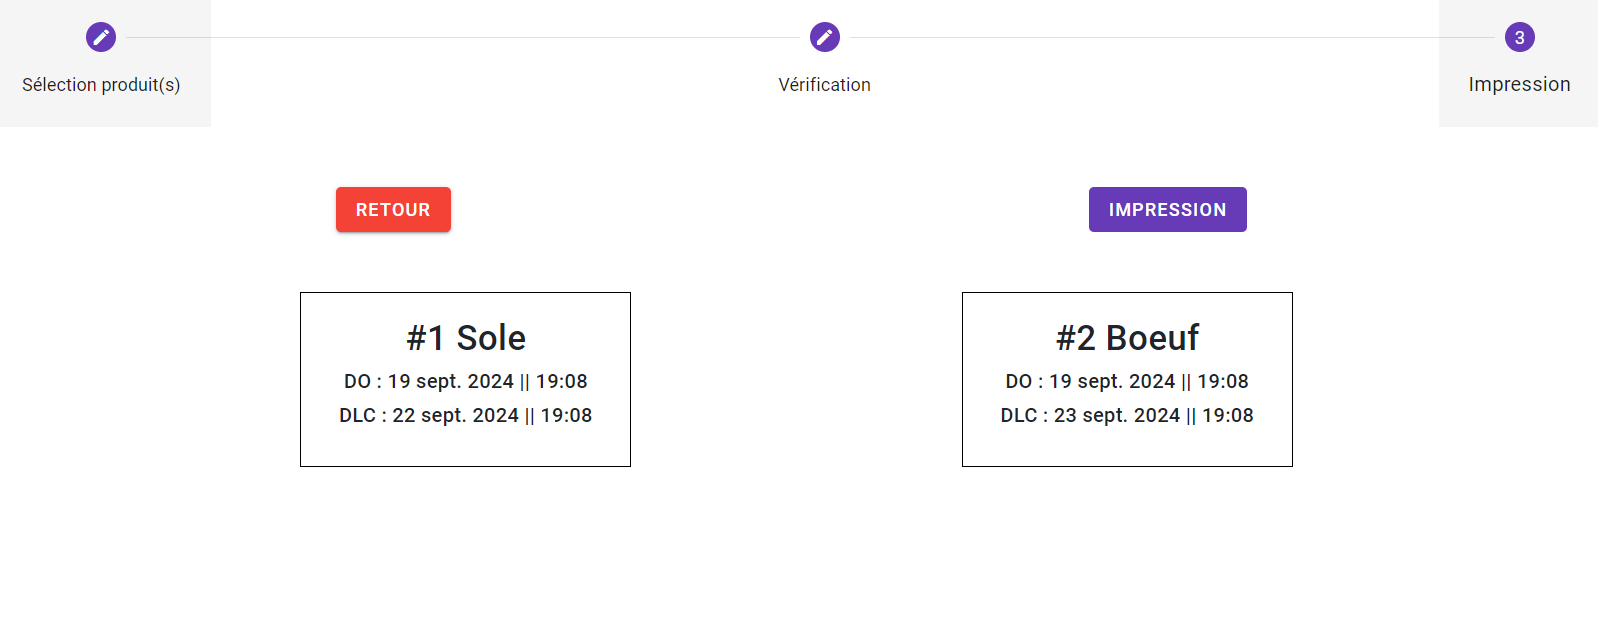 Sélection produit(s)
Vérification
3
Impression
RETOUR
IMPRESSION
#1 Sole
DO : 19 sept. 2024 || 19:08
DLC : 22 sept. 2024 || 19:08
#2 Boeuf
DO : 19 sept. 2024 || 19:08
DLC : 23 sept. 2024 || 19:08